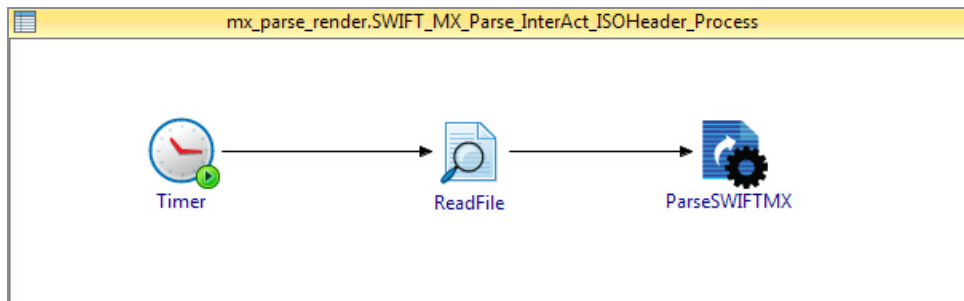 mx_parse_render.SWIFT_MX_Parse_InterAct_ISOHeader_Process
Timer
ReadFile
ParseSWIFTMX